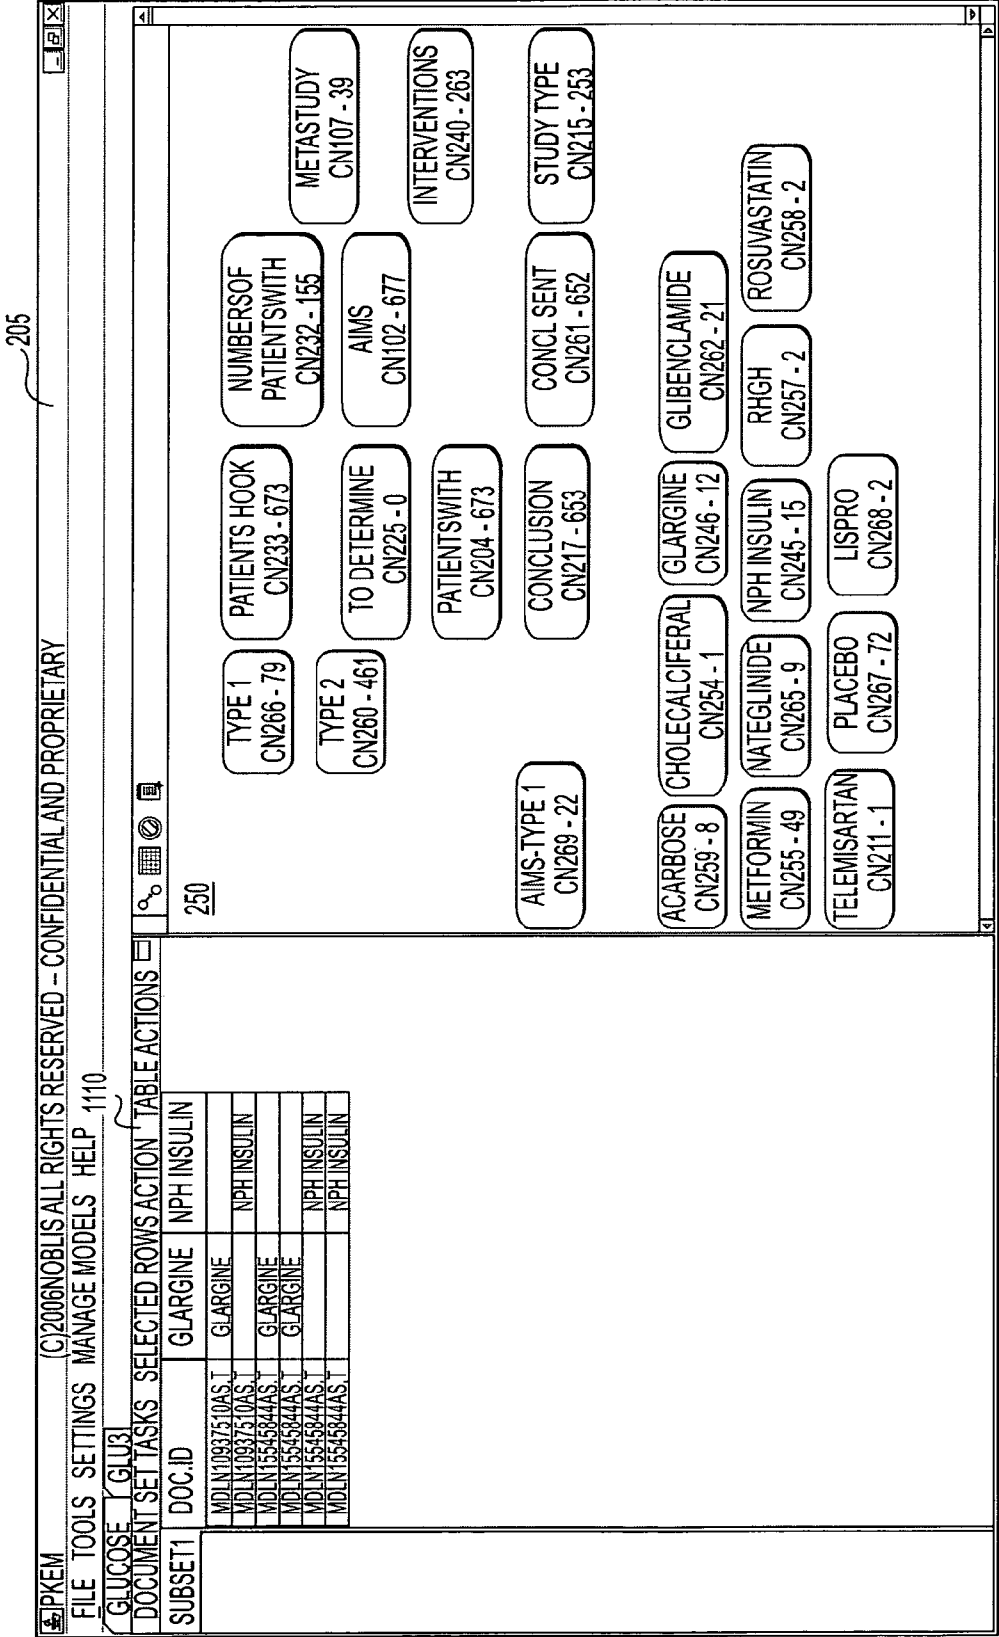 205
PKEM (C)2006NOBLIS ALL RIGHTS RESERVED – CONFIDENTIAL AND PROPRIETARY
FILE TOOLS SETTINGS MANAGE MODELS HELP
1110
GLUCOSE GLU3
DOCUMENT SET TASKS SELECTED ROWS ACTION TABLE ACTIONS
SUBSET1 DOC.ID GLARGINE NPH INSULIN
MDLN10937510AS.T GLARGINE
MDLN10937510AS.T NPH INSULIN
MDLN15545844AS.T GLARGINE
MDLN15545844AS.T GLARGINE
MDLN15545844AS.T NPH INSULIN
MDLN15545844AS.T NPH INSULIN
250
TYPE 1
CN266 - 79
PATIENTS HOOK
CN233 - 673
NUMBERSOF
PATIENTSWITH
CN232 - 155
METASTUDY
CN107 - 39
TYPE 2
CN260 - 461
TO DETERMINE
CN225 - 0
AIMS
CN102 - 677
INTERVENTIONS
CN240 - 263
PATIENTSWITH
CN204 - 673
AIMS-TYPE 1
CN269 - 22
CONCLUSION
CN217 - 653
CONCL SENT
CN261 - 652
STUDY TYPE
CN215 - 253
ACARBOSE
CN259 - 8
CHOLECALCIFERAL
CN254 - 1
GLARGINE
CN246 - 12
GLIBENCLAMIDE
CN262 - 21
METFORMIN
CN255 - 49
NATEGLINIDE
CN265 - 9
NPH INSULIN
CN245 - 15
RHGH
CN257 - 2
ROSUVASTATIN
CN258 - 2
TELEMISARTAN
CN211 - 1
PLACEBO
CN267 - 72
LISPRO
CN268 - 2